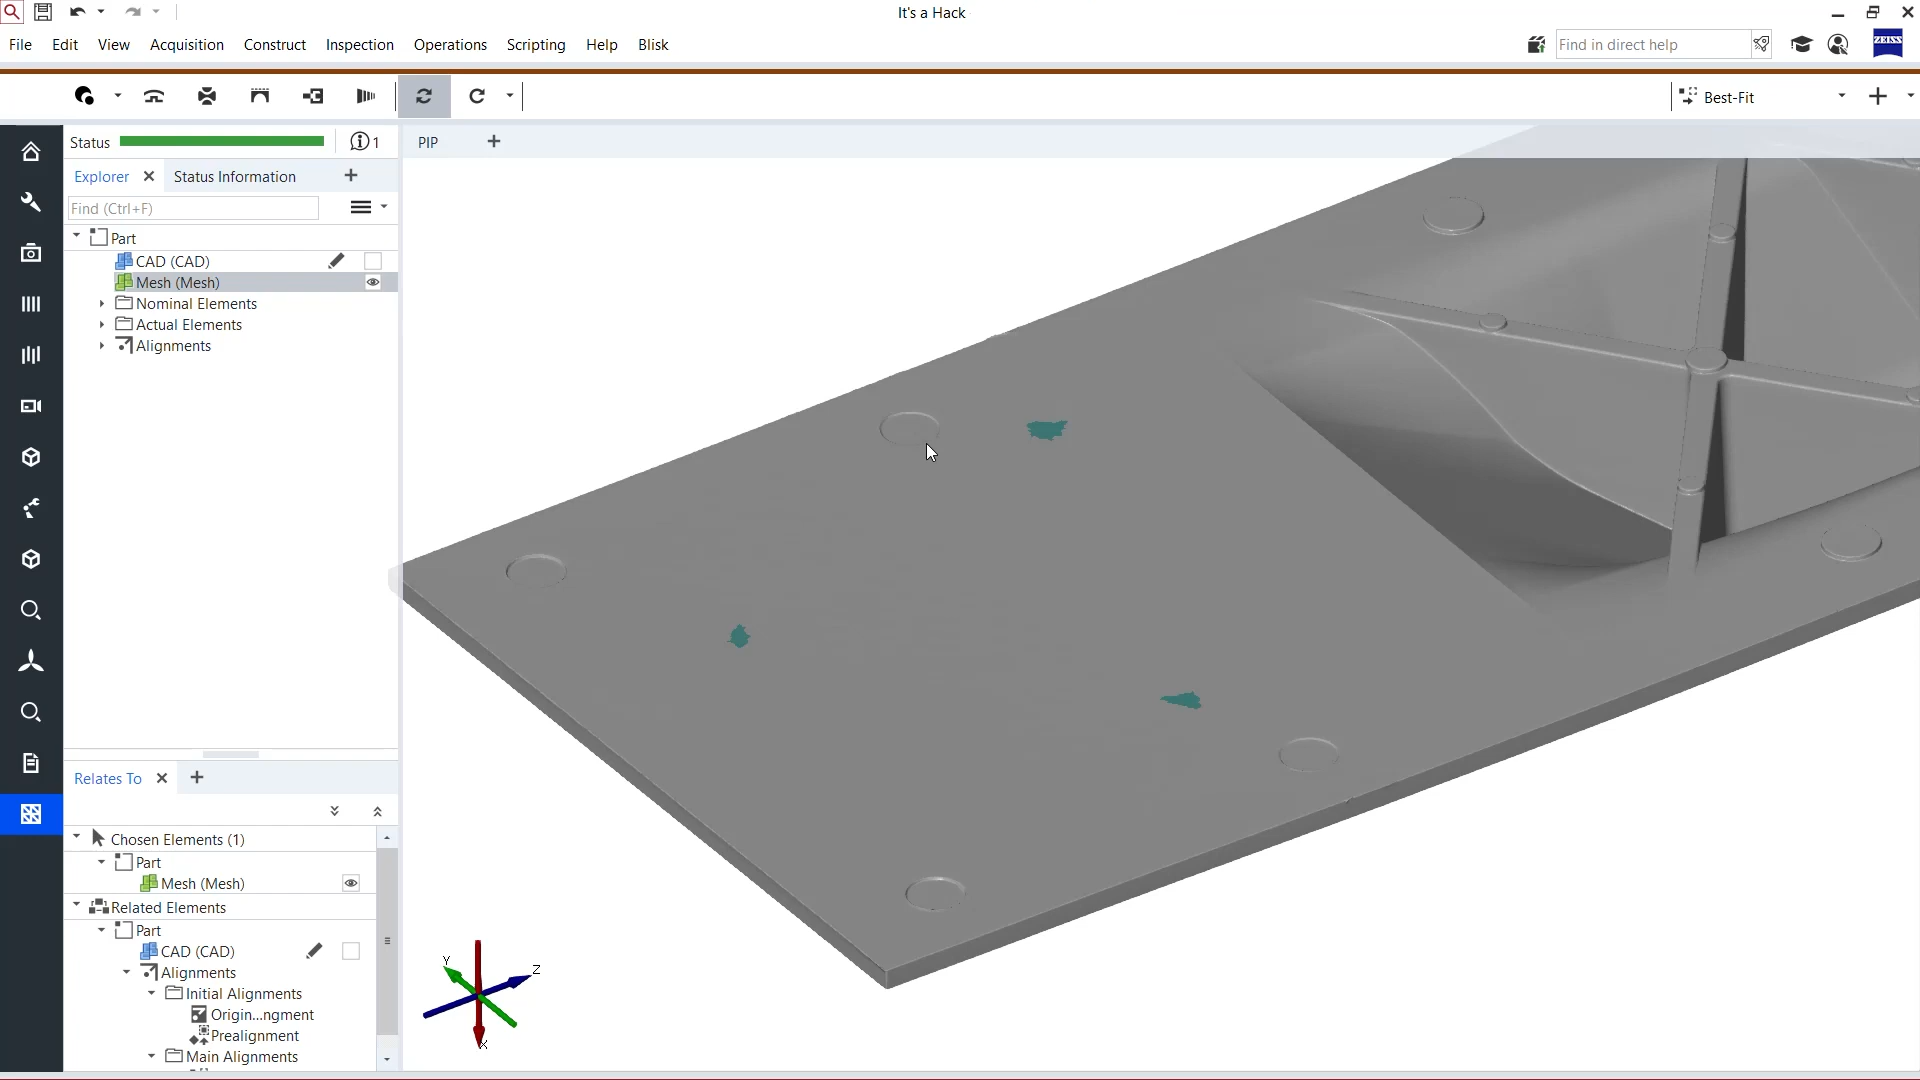 It's a Hack
File Edit View Acquisition Construct Inspection Operations Scripting Help Blisk
Find in direct help
ZEISS
Best-Fit
Status
1
PIP
Explorer
Status Information
Find (Ctrl+F)
Part
CAD (CAD)
Mesh (Mesh)
Nominal Elements
Actual Elements
Alignments
Relates To
Chosen Elements (1)
Part
Mesh (Mesh)
Related Elements
Part
CAD (CAD)
Alignments
Initial Alignments
Origin...ngment
Prealignment
Main Alignments
Y
Z
X